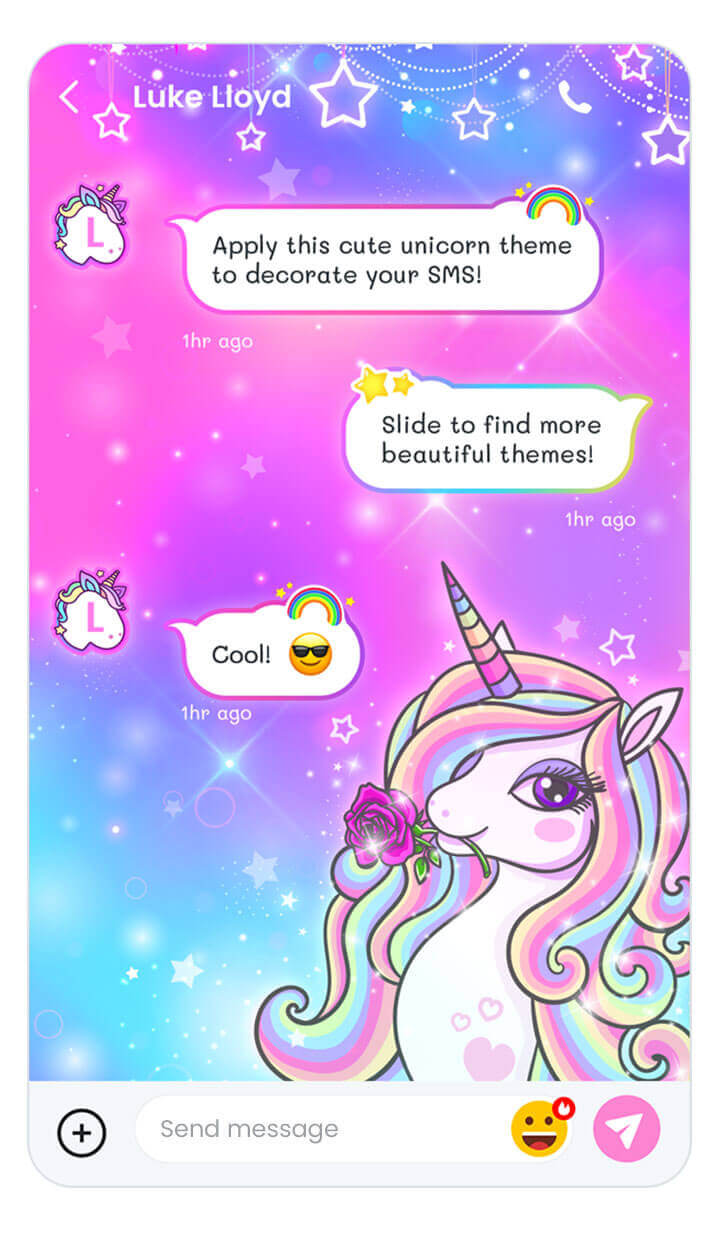 Luke Lloyd
L
Apply this cute unicorn theme
to decorate your SMS!
1hr ago
Slide to find more
beautiful themes!
1hr ago
L
Cool! 😎
1hr ago
Send message